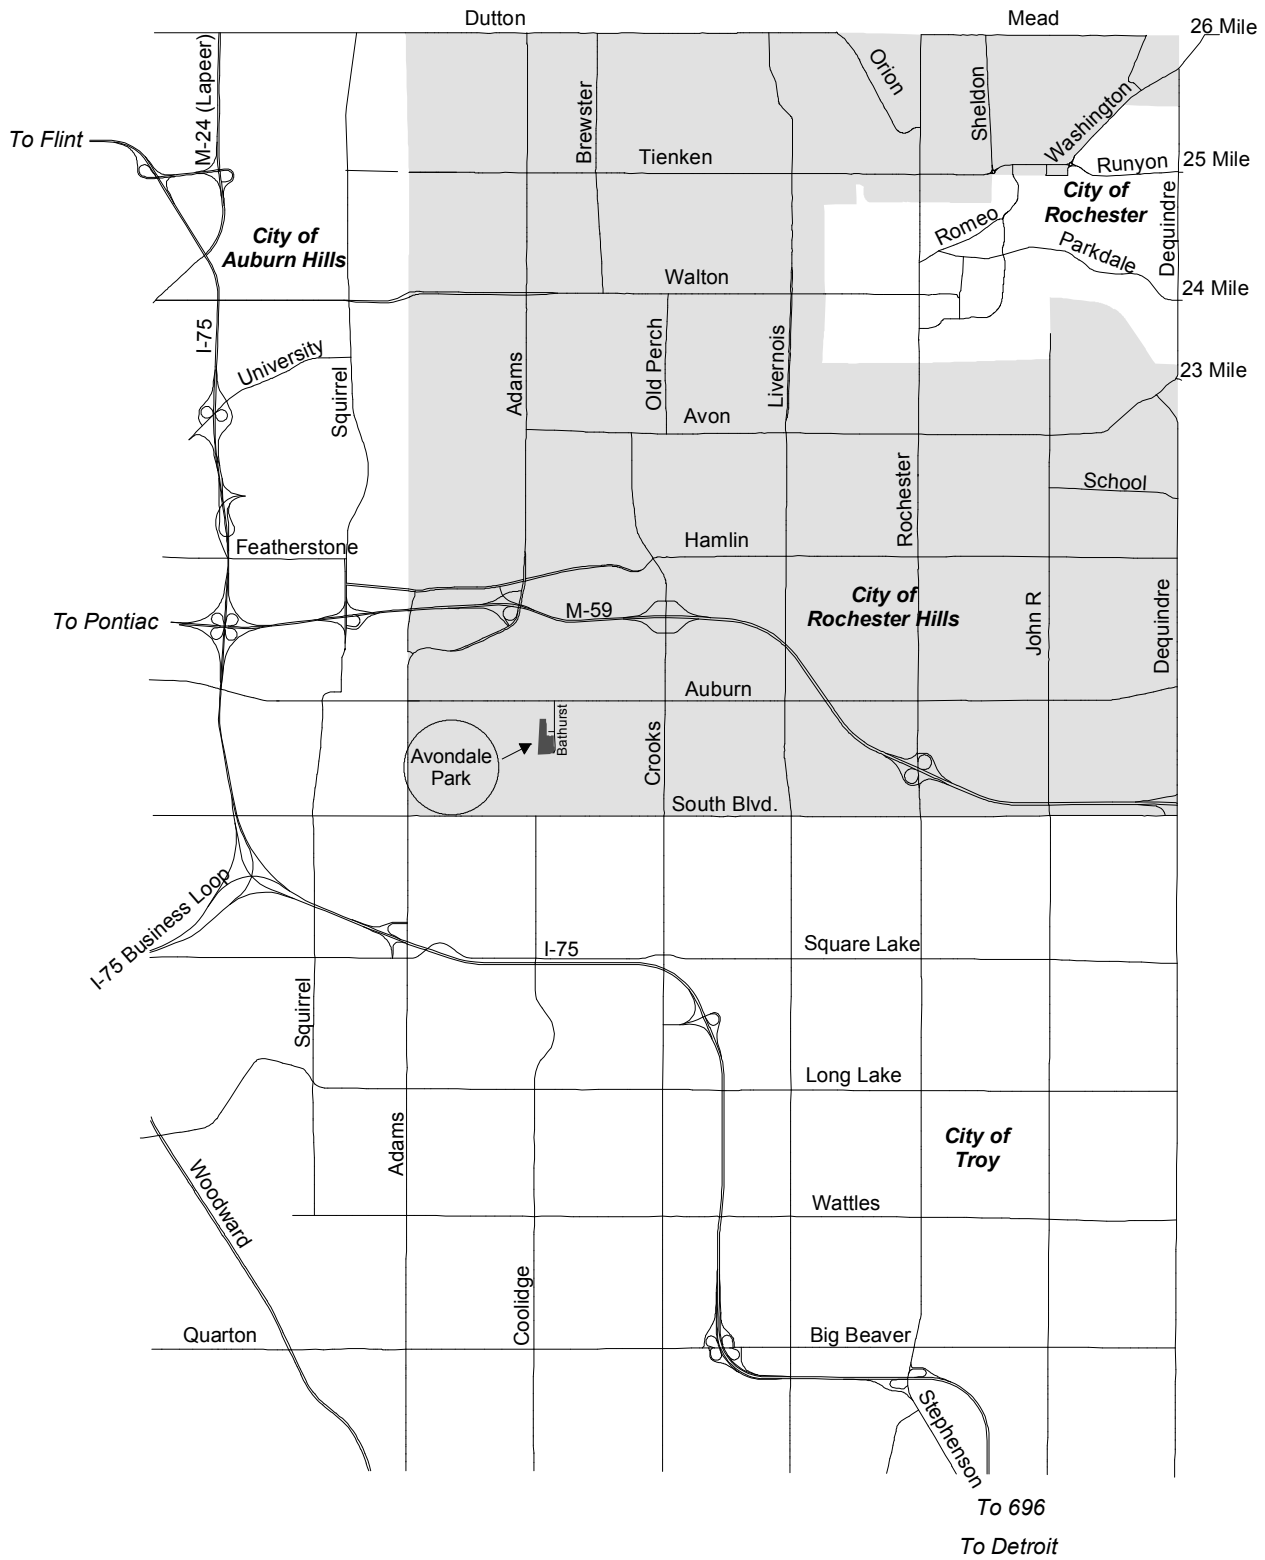 Dutton
Mead
26 Mile
M-24 (Lapeer)
Orion
Sheldon
Brewster
Washington
To Flint
Tienken
Runyon
25 Mile
City of
Rochester
Dequindre
City of
Auburn Hills
Romeo
Parkdale
Walton
24 Mile
I-75
University
Squirrel
Adams
Old Perch
Livernois
23 Mile
Avon
Rochester
School
Featherstone
Hamlin
To Pontiac
M-59
City of
Rochester Hills
John R
Dequindre
Auburn
Bathurst
Avondale
Park
Crooks
South Blvd.
I-75 Business Loop
I-75
Square Lake
Squirrel
Long Lake
Adams
City of
Troy
Woodward
Wattles
Coolidge
Quarton
Big Beaver
Stephenson
To 696
To Detroit